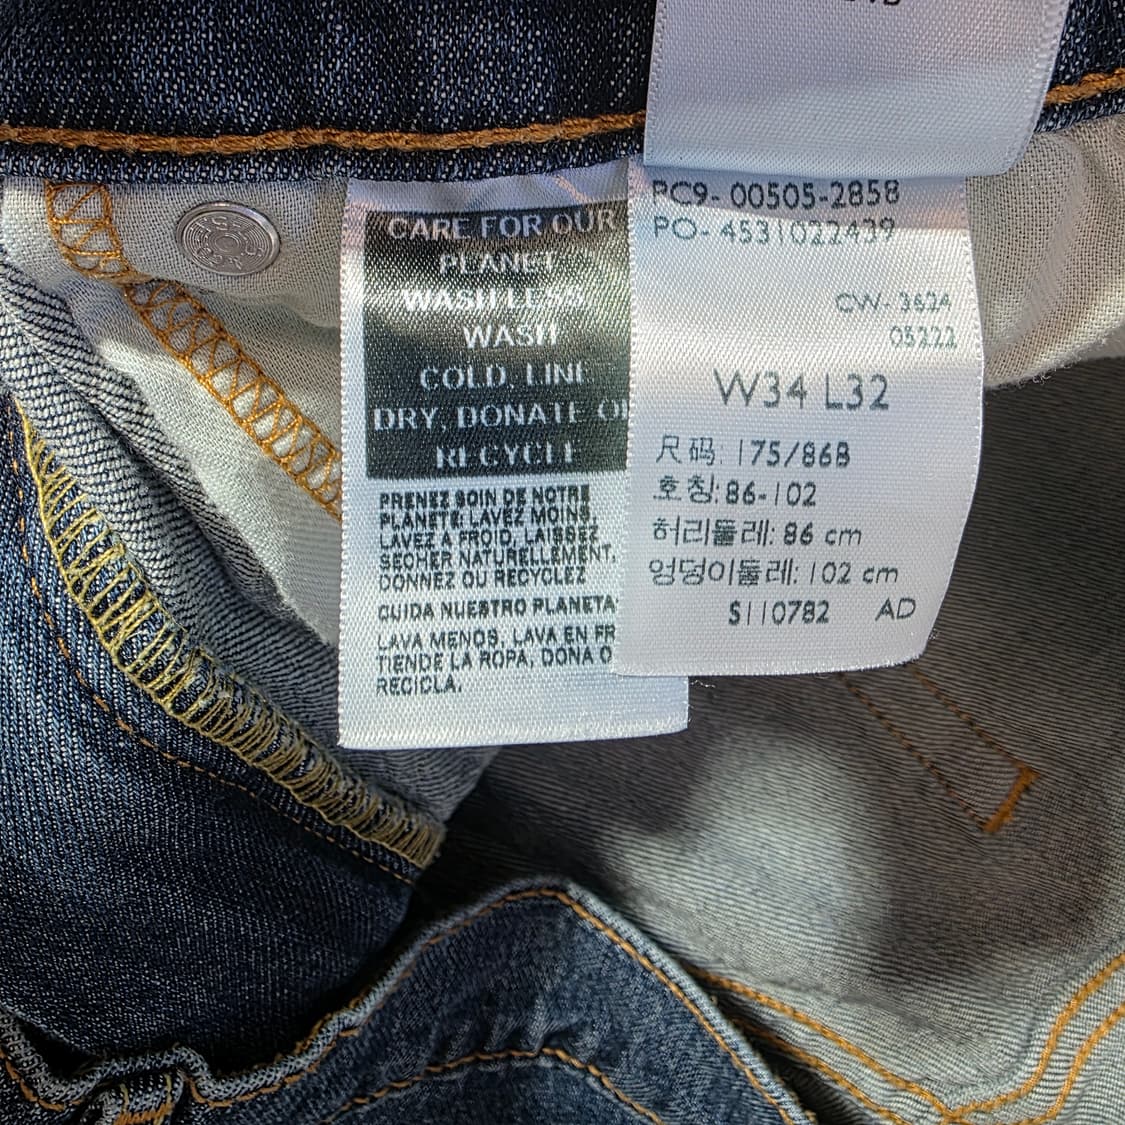 CARE FOR OUR
PLANET™
WASH LESS,
WASH
COLD, LINE
DRY, DONATE OR
RECYCLE
PRENEZ SOIN DE NOTRE
PLANÈTE: LAVEZ MOINS,
LAVEZ A FROID, LAISSEZ
SÉCHER NATURELLEMENT,
DONNEZ OU RECYCLEZ
CUIDA NUESTRO PLANETA
LAVA MENOS, LAVA EN FR
TIENDE LA ROPA, DONA O
RECICLA.
PC9- 00505-2858
PO- 4531022439
CW- 3624
05222
W34 L32
尺码: 175/86B
호칭:86-102
허리둘레: 86 cm
엉덩이둘레: 102 cm
S110782 AD